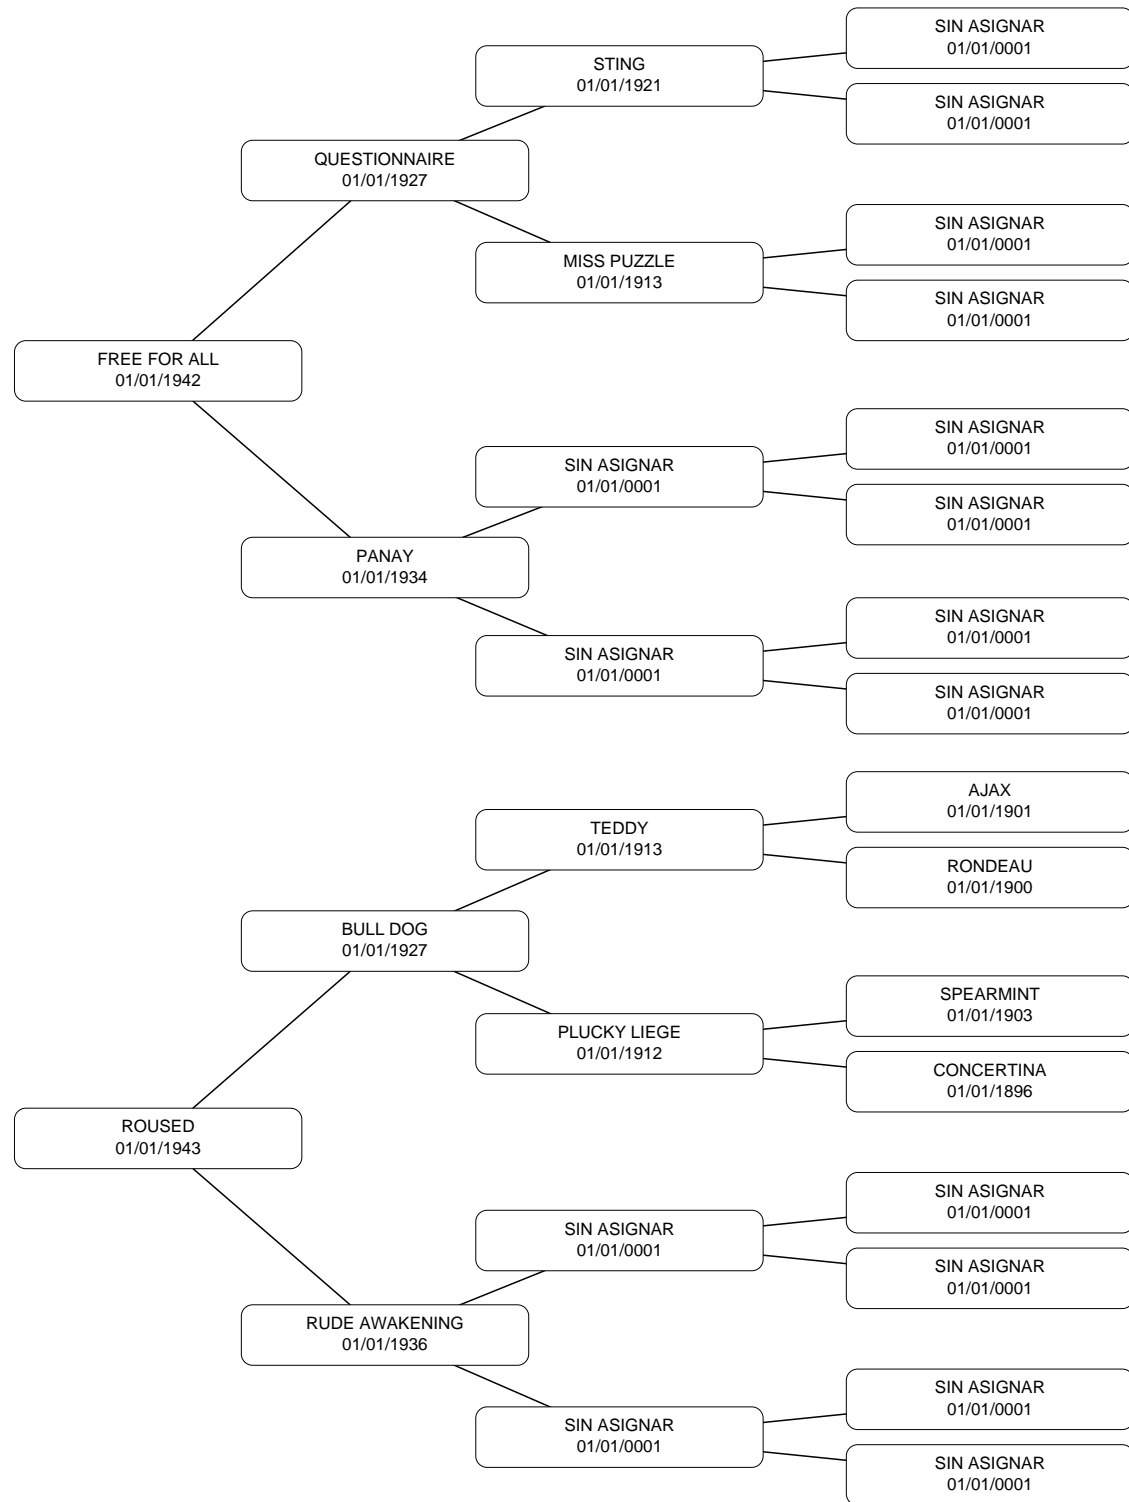 SIN ASIGNAR
01/01/0001
STING
01/01/1921
SIN ASIGNAR
01/01/0001
QUESTIONNAIRE
01/01/1927
SIN ASIGNAR
01/01/0001
MISS PUZZLE
01/01/1913
SIN ASIGNAR
01/01/0001
FREE FOR ALL
01/01/1942
SIN ASIGNAR
01/01/0001
SIN ASIGNAR
01/01/0001
SIN ASIGNAR
01/01/0001
PANAY
01/01/1934
SIN ASIGNAR
01/01/0001
SIN ASIGNAR
01/01/0001
SIN ASIGNAR
01/01/0001
AJAX
01/01/1901
TEDDY
01/01/1913
RONDEAU
01/01/1900
BULL DOG
01/01/1927
SPEARMINT
01/01/1903
PLUCKY LIEGE
01/01/1912
CONCERTINA
01/01/1896
ROUSED
01/01/1943
SIN ASIGNAR
01/01/0001
SIN ASIGNAR
01/01/0001
SIN ASIGNAR
01/01/0001
RUDE AWAKENING
01/01/1936
SIN ASIGNAR
01/01/0001
SIN ASIGNAR
01/01/0001
SIN ASIGNAR
01/01/0001